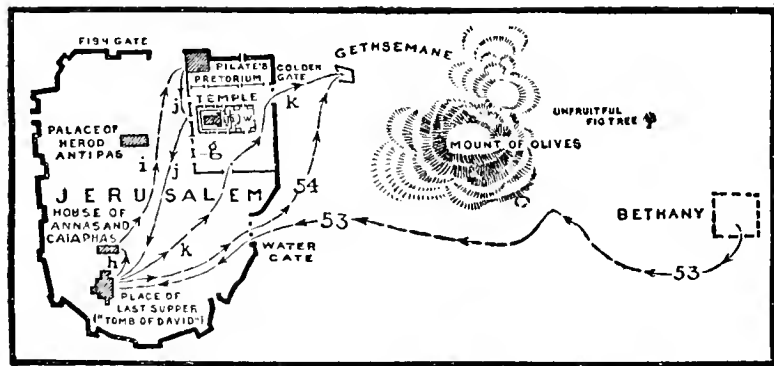 FISH GATE
PILATE'S
PRETORIUM
GOLDEN
GATE
GETHSEMANE
k
j
TEMPLE
UNFRUITFUL
FIG TREE
PALACE OF
HEROD
ANTIPAS
MOUNT OF OLIVES
g
i
j
JERUSALEM
54
HOUSE OF
ANNAS AND
CAIAPHAS
53
BETHANY
k
WATER
GATE
h
53
PLACE OF
LAST SUPPER
("TOMB OF DAVID")